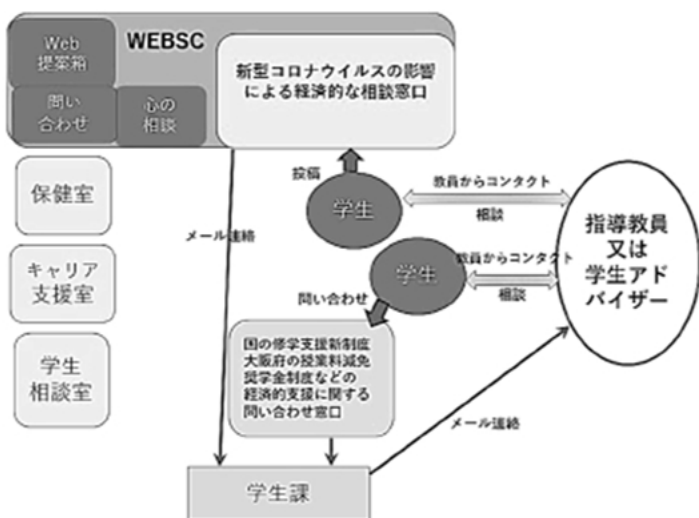 Web
提案箱
WEBSC
問い
合わせ
心の
相談
新型コロナウイルスの影響
による経済的な相談窓口
保健室
キャリア
支援室
学生
相談室
メール連絡
投稿
学生
教員からコンタクト
相談
学生
教員からコンタクト
相談
指導教員
又は
学生アド
バイザー
問い合わせ
国の修学支援新制度
大阪府の授業料減免
奨学金制度などの
経済的支援に関する
問い合わせ窓口
メール連絡
学生課